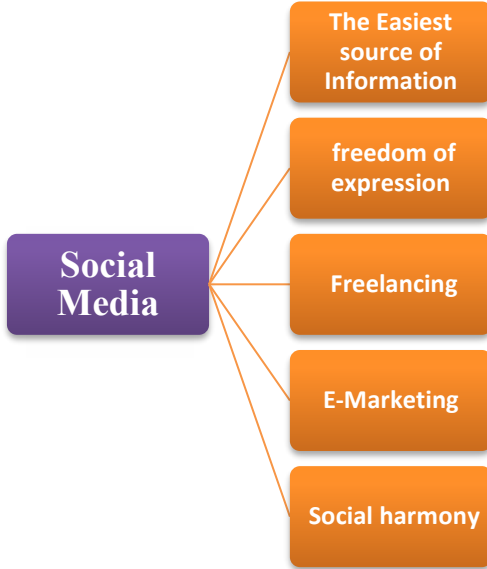 The Easiest
source of
Information
freedom of
expression
Social
Media
Freelancing
E-Marketing
Social harmony